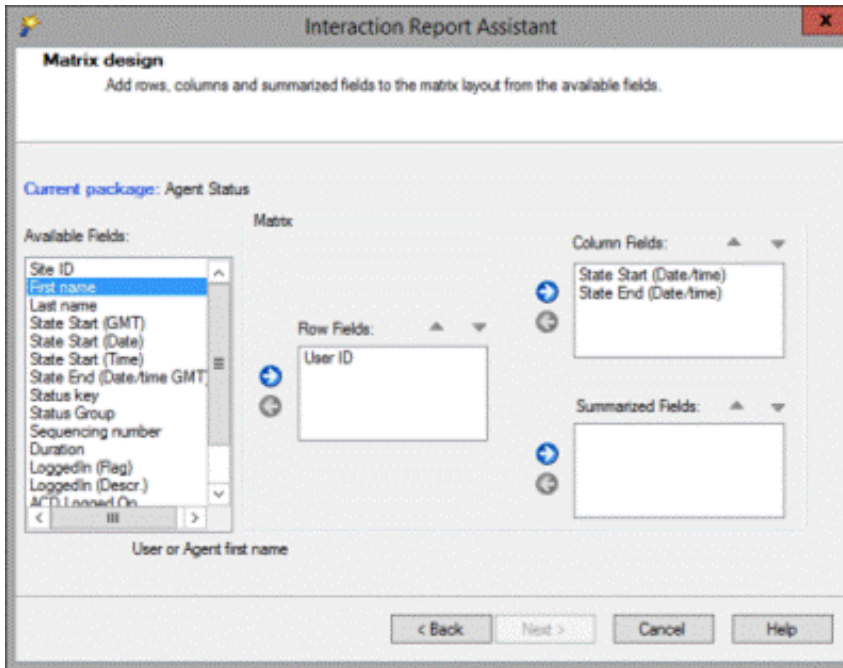 Interaction Report Assistant
x
Matrix design
Add rows, columns and summarized fields to the matrix layout from the available fields.
Current package: Agent Status
Available Fields:
Site ID
First name
Last name
State Start (GMT)
State Start (Date)
State Start (Time)
State End (Date/time GMT)
Status key
Status Group
Sequencing number
Duration
LoggedIn (Flag)
LoggedIn (Descr.)
ACD Logged On
User or Agent first name
Matrix
Row Fields:
User ID
Column Fields:
State Start (Date/time)
State End (Date/time)
Summarized Fields:
< Back
Next >
Cancel
Help